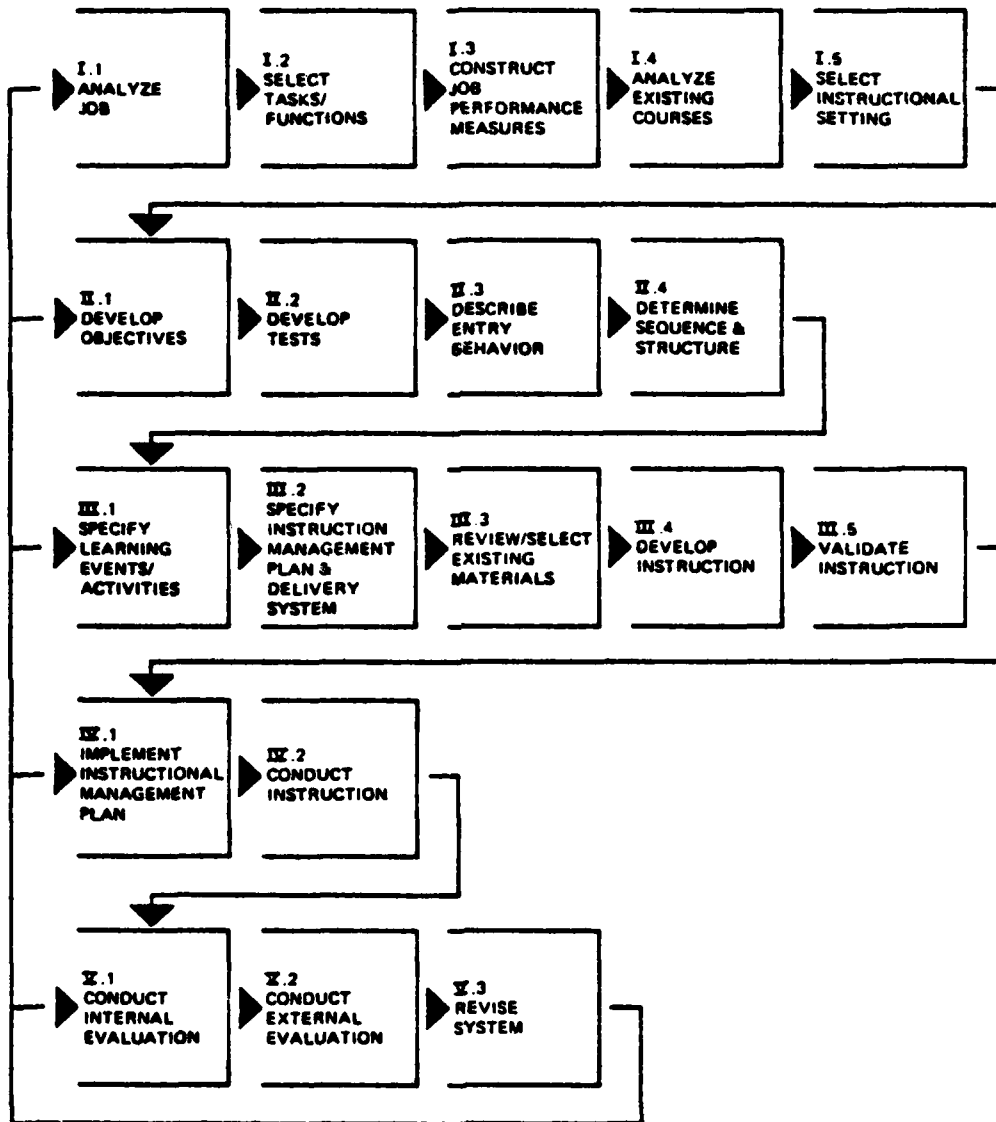 I.1
ANALYZE
JOB
I.2
SELECT
TASKS/
FUNCTIONS
I.3
CONSTRUCT
JOB
PERFORMANCE
MEASURES
I.4
ANALYZE
EXISTING
COURSES
I.5
SELECT
INSTRUCTIONAL
SETTING
II.1
DEVELOP
OBJECTIVES
II.2
DEVELOP
TESTS
II.3
DESCRIBE
ENTRY
BEHAVIOR
II.4
DETERMINE
SEQUENCE &
STRUCTURE
III.1
SPECIFY
LEARNING
EVENTS/
ACTIVITIES
III.2
SPECIFY
INSTRUCTION
MANAGEMENT
PLAN &
DELIVERY
SYSTEM
III.3
REVIEW/SELECT
EXISTING
MATERIALS
III.4
DEVELOP
INSTRUCTION
III.5
VALIDATE
INSTRUCTION
IV.1
IMPLEMENT
INSTRUCTIONAL
MANAGEMENT
PLAN
IV.2
CONDUCT
INSTRUCTION
V.1
CONDUCT
INTERNAL
EVALUATION
V.2
CONDUCT
EXTERNAL
EVALUATION
V.3
REVISE
SYSTEM